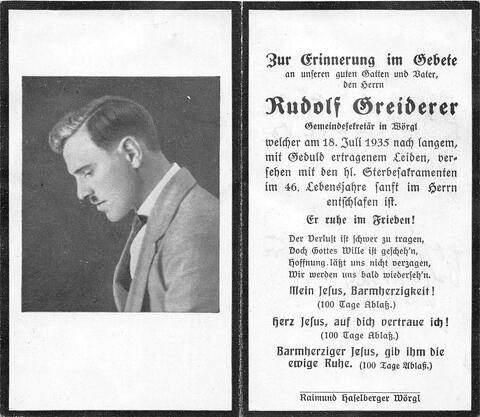 Zur Erinnerung im Gebete
an unseren guten Gatten und Vater,
den Herrn
Rudolf Greiderer
Gemeindesekretär in Wörgl
welcher am 18. Juli 1935 nach langem,
mit Geduld ertragenem Leiden, ver-
sehen mit den hl. Sterbesakramenten
im 46. Lebensjahre sanft im Herrn
entschlafen ist.
Er ruhe im Frieden!
Der Verlust ist schwer zu tragen,
Doch Gottes Wille ist gescheh'n,
Hoffnung läßt uns nicht verzagen,
Wir werden uns bald wiederseh'n.
Mein Jesus, Barmherzigkeit!
(100 Tage Ablaß.)
Herz Jesus, auf dich vertraue ich!
(100 Tage Ablaß.)
Barmherziger Jesus, gib ihm die
ewige Ruhe. (100 Tage Ablaß.)
Raimund Haselberger Wörgl